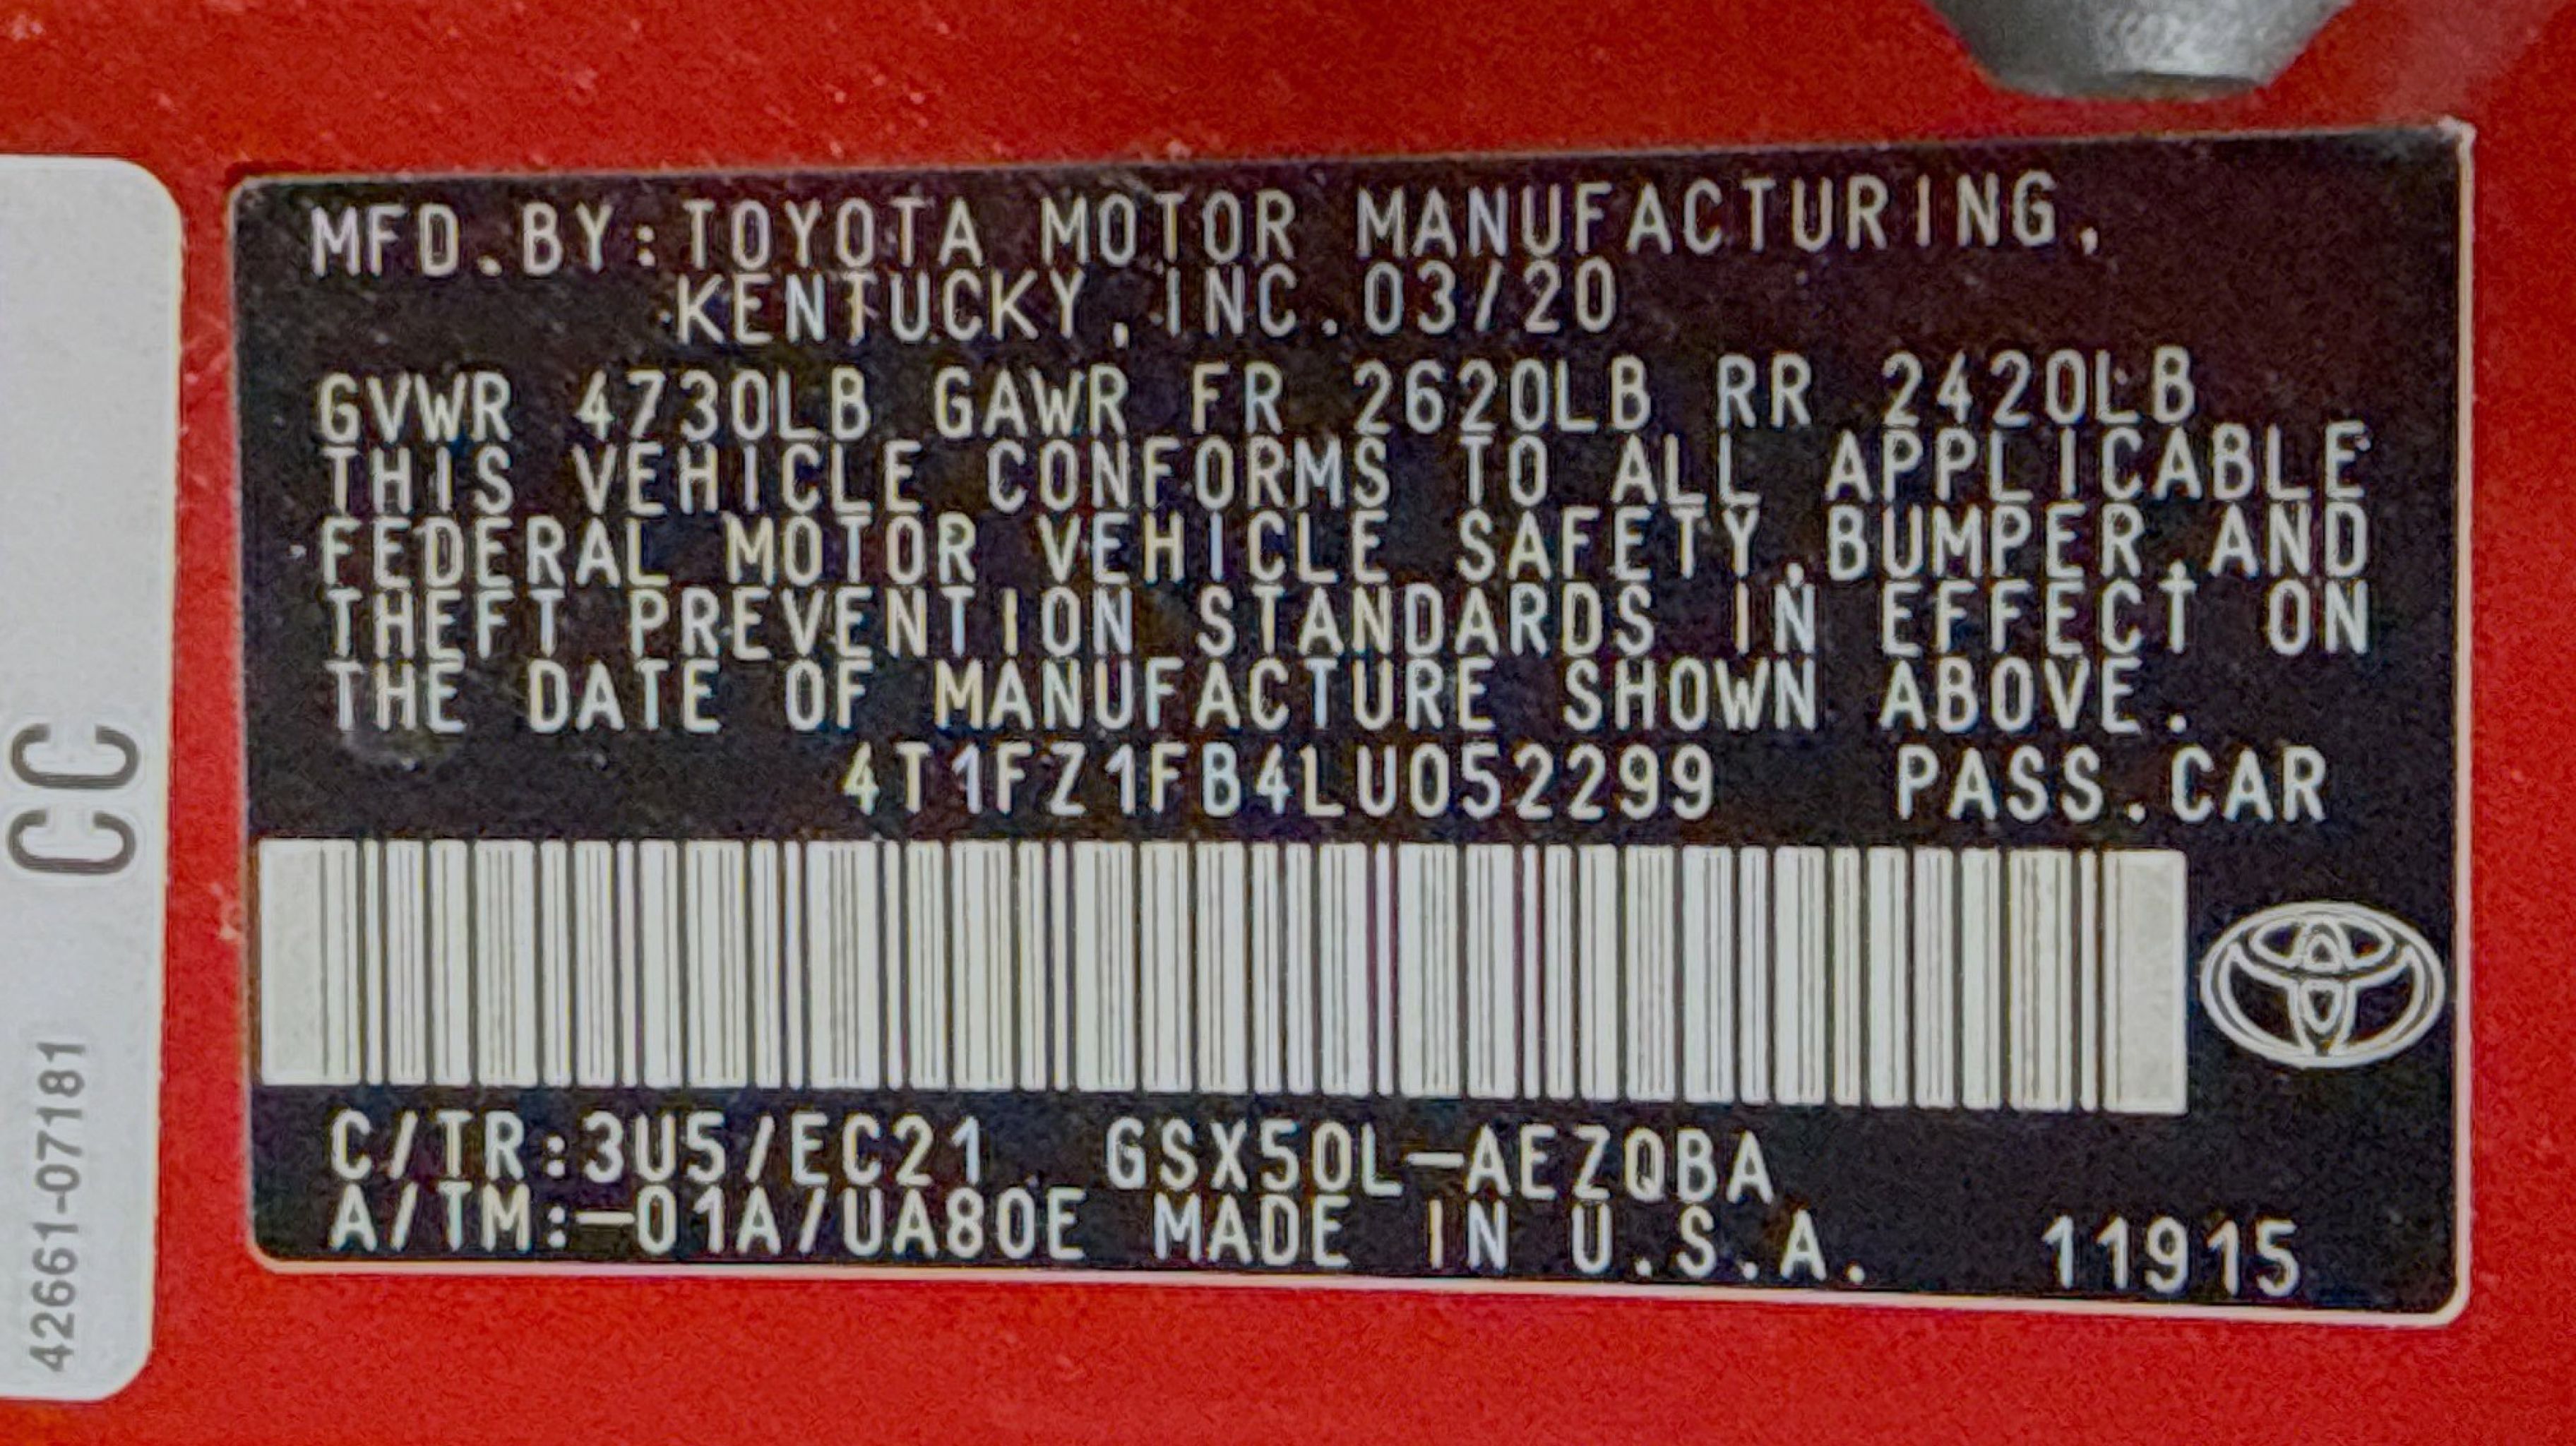 MFD.BY:TOYOTA MOTOR MANUFACTURING,
KENTUCKY,INC.03/20
GVWR 4730LB GAWR FR 2620LB RR 2420LB
THIS VEHICLE CONFORMS TO ALL APPLICABLE
FEDERAL MOTOR VEHICLE SAFETY,BUMPER,AND
THEFT PREVENTION STANDARDS IN EFFECT ON
THE DATE OF MANUFACTURE SHOWN ABOVE.
4T1FZ1FB4LU052299 PASS.CAR
C/TR:3U5/EC21 GSX50L-AEZQBA
A/TM:-01A/UA80E MADE IN U.S.A. 11915
CC
42661-07181